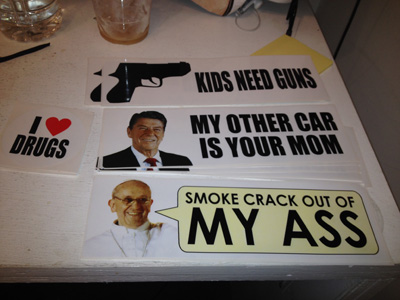 KIDS NEED GUNS
I ❤ DRUGS
MY OTHER CAR
IS YOUR MOM
SMOKE CRACK OUT OF
MY ASS